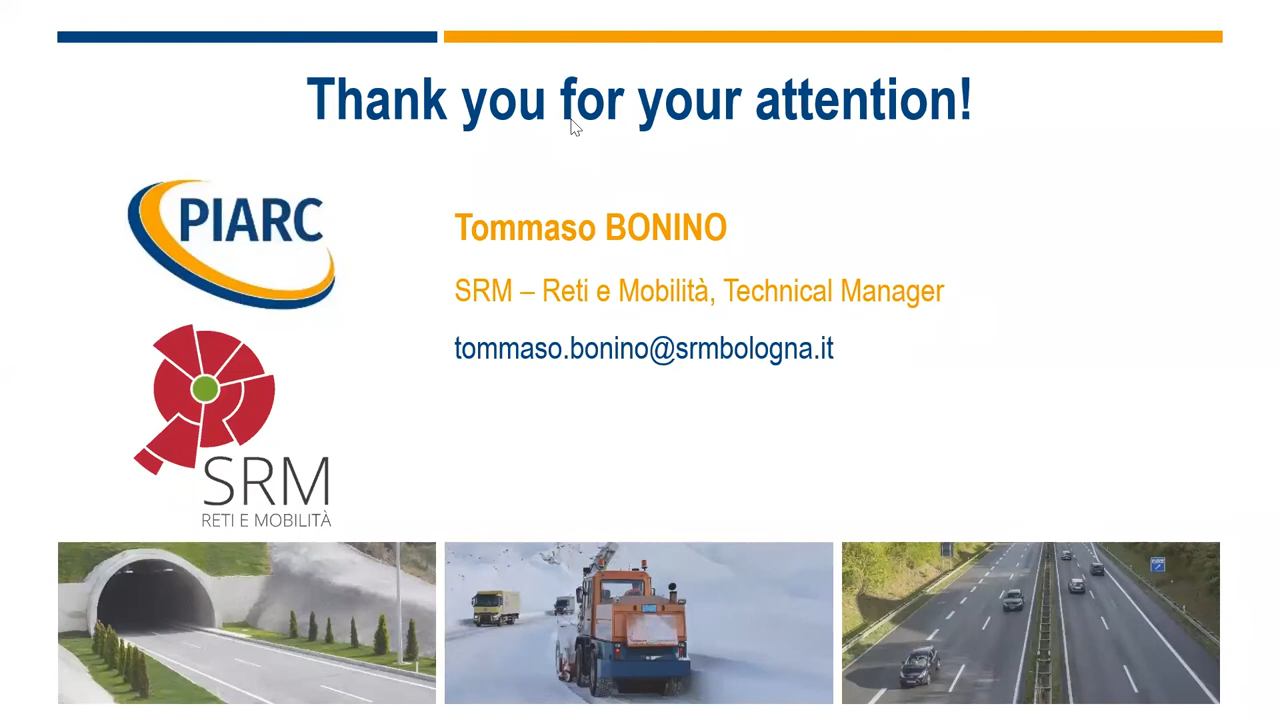 Thank you for your attention!
PIARC
Tommaso BONINO
SRM – Reti e Mobilità, Technical Manager
tommaso.bonino@srmbologna.it
SRM
RETI E MOBILITÀ